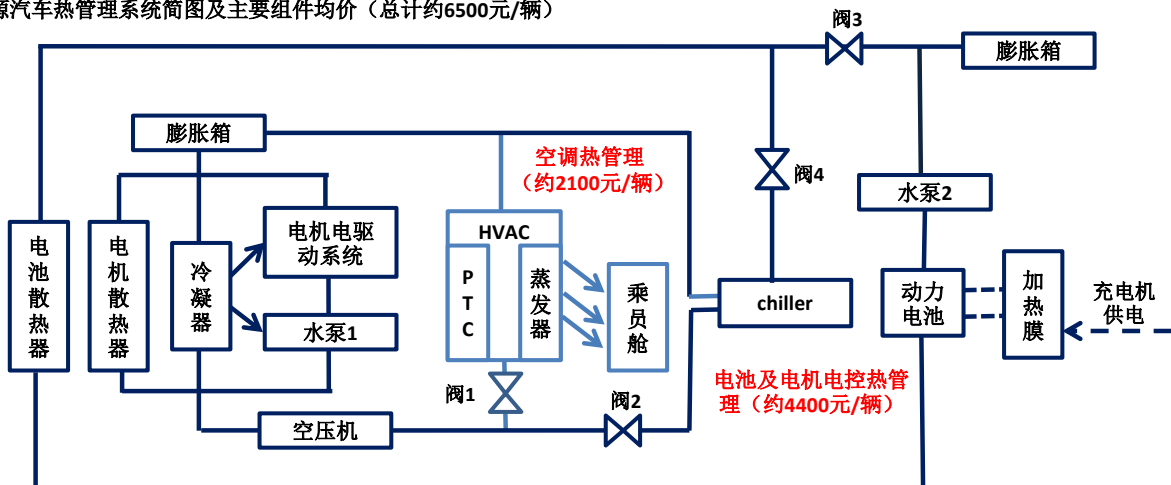 源汽车热管理系统简图及主要组件均价（总计约6500元/辆）
阀3
膨胀箱
膨胀箱
空调热管理
（约2100元/辆）
阀4
水泵2
电池散热器
电机散热器
冷凝器
电机电驱
动系统
水泵1
HVAC
PTC
蒸发器
乘员舱
chiller
动力
电池
加热膜
充电机
供电
阀1
阀2
电池及电机电控热管
理（约4400元/辆）
空压机